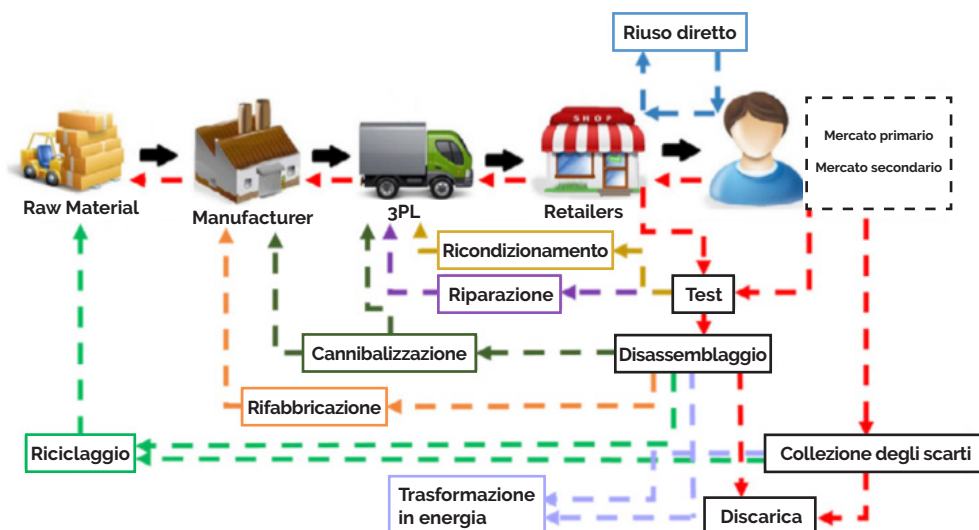 Riuso diretto
SHOP
Mercato primario
Mercato secondario
Raw Material
Manufacturer
3PL
Retailers
Ricondizionamento
Riparazione
Test
Cannibalizzazione
Disassemblaggio
Rifabbricazione
Riciclaggio
Collezione degli scarti
Trasformazione
in energia
Discarica